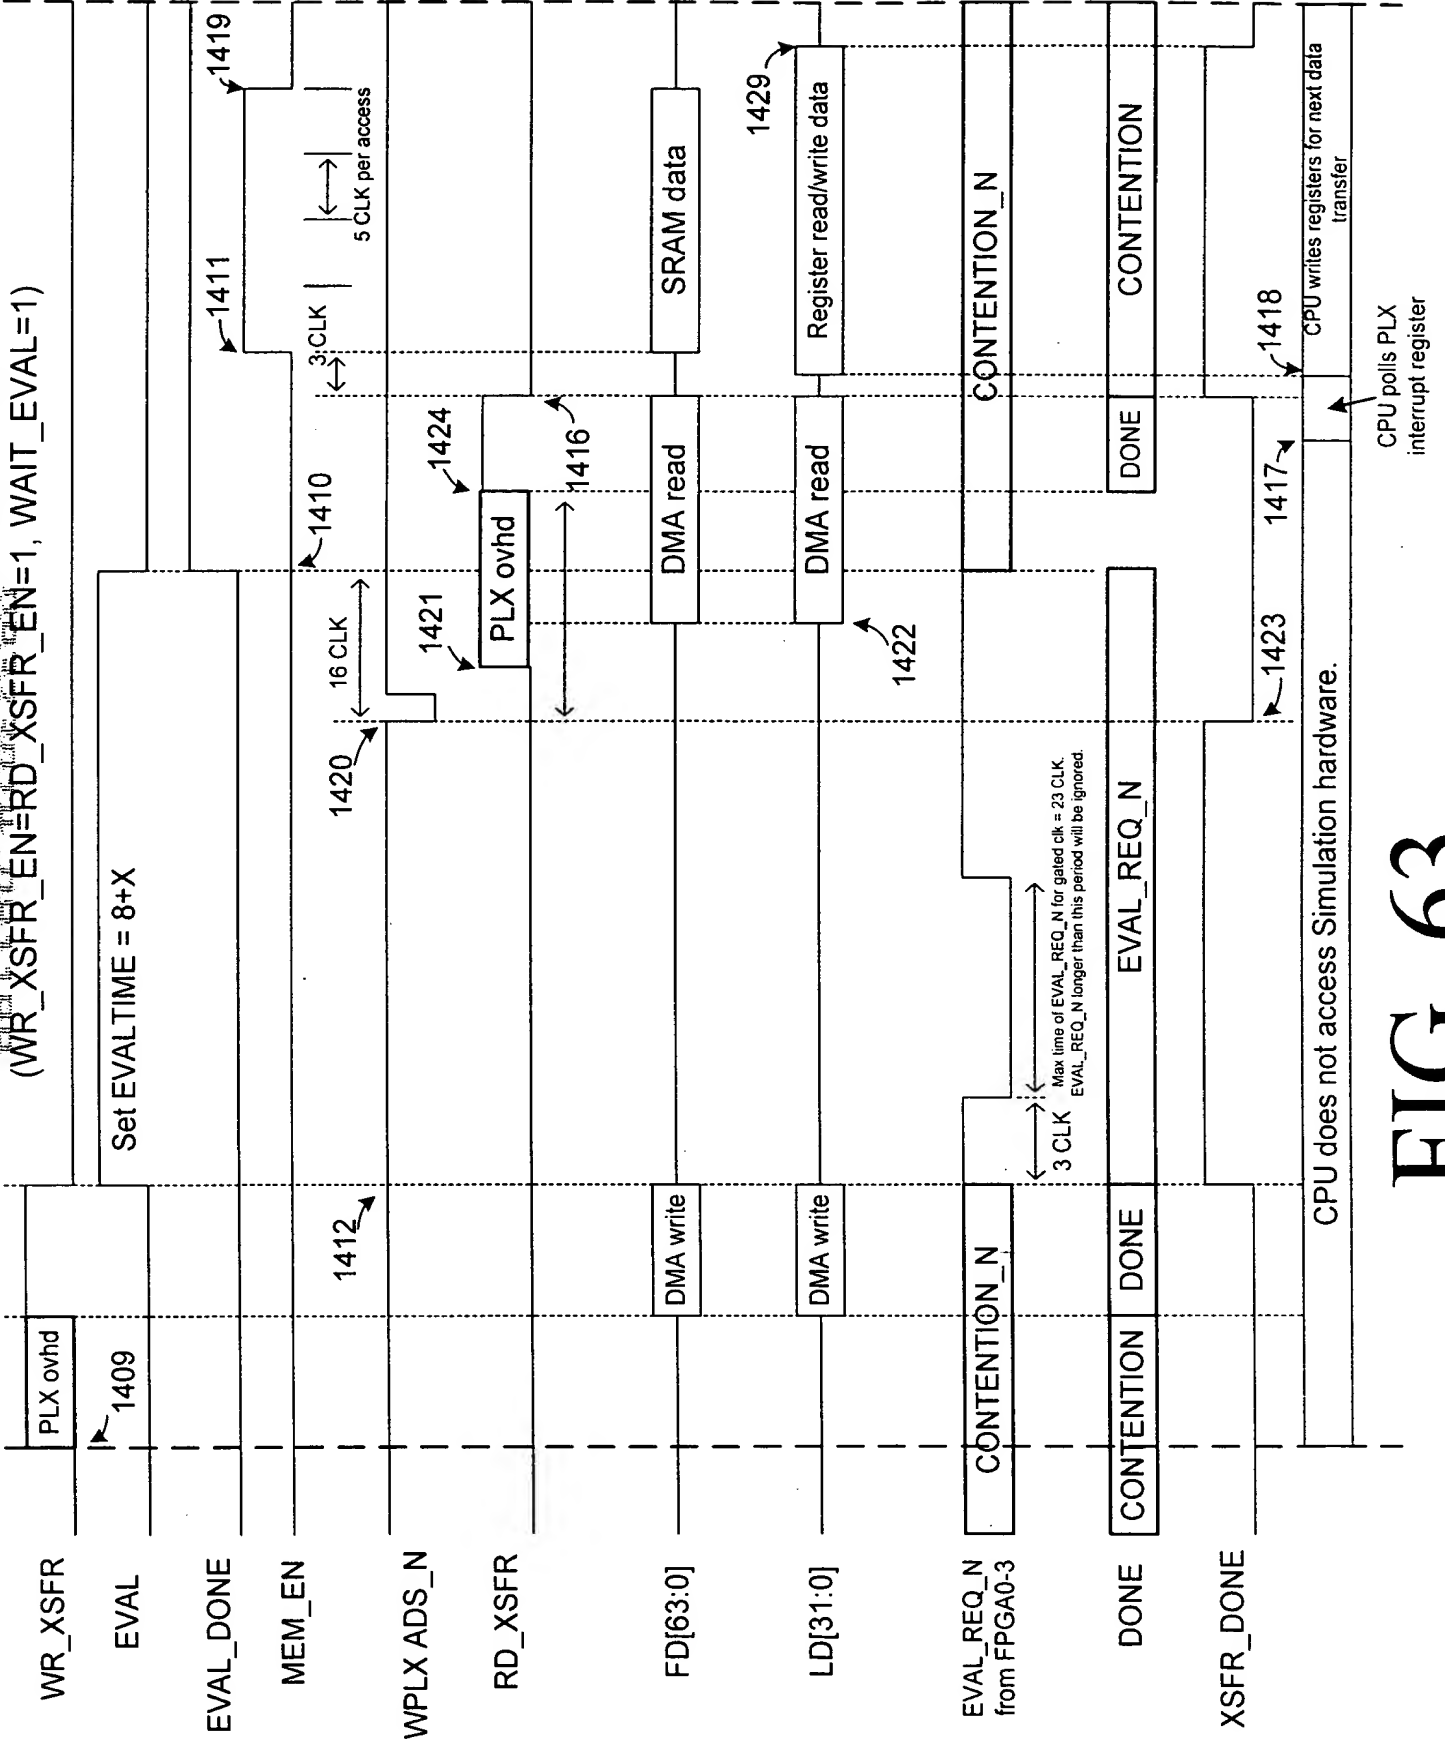 (WR_XSFR_EN=RD_XSFR_EN=1, WAIT_EVAL=1)
WR_XSFR
PLX ovhd
1409
EVAL
Set EVALTIME = 8+X
EVAL_DONE
1411
1419
MEM_EN
1410
3 CLK
5 CLK per access
WPLX ADS_N
1412
1420
16 CLK
RD_XSFR
1421
PLX ovhd
1424
1416
FD[63:0]
DMA write
DMA read
SRAM data
LD[31:0]
DMA write
1422
DMA read
Register read/write data
1429
EVAL_REQ_N
from FPGA0-3
CONTENTION_N
3 CLK
Max time of EVAL_REQ_N for gated clk = 23 CLK.
EVAL_REQ_N longer than this period will be ignored.
CONTENTION_N
DONE
CONTENTION
DONE
EVAL_REQ_N
DONE
CONTENTION
XSFR_DONE
1423
1417
1418
CPU does not access Simulation hardware.
CPU writes registers for next data
transfer
CPU polls PLX
interrupt register
FIG. 63